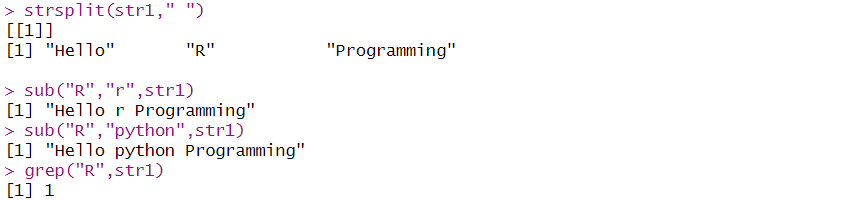 > strsplit(str1," ")
[[1]]
[1] "Hello"       "R"           "Programming"
> sub("R","r",str1)
[1] "Hello r Programming"
> sub("R","python",str1)
[1] "Hello python Programming"
> grep("R",str1)
[1] 1